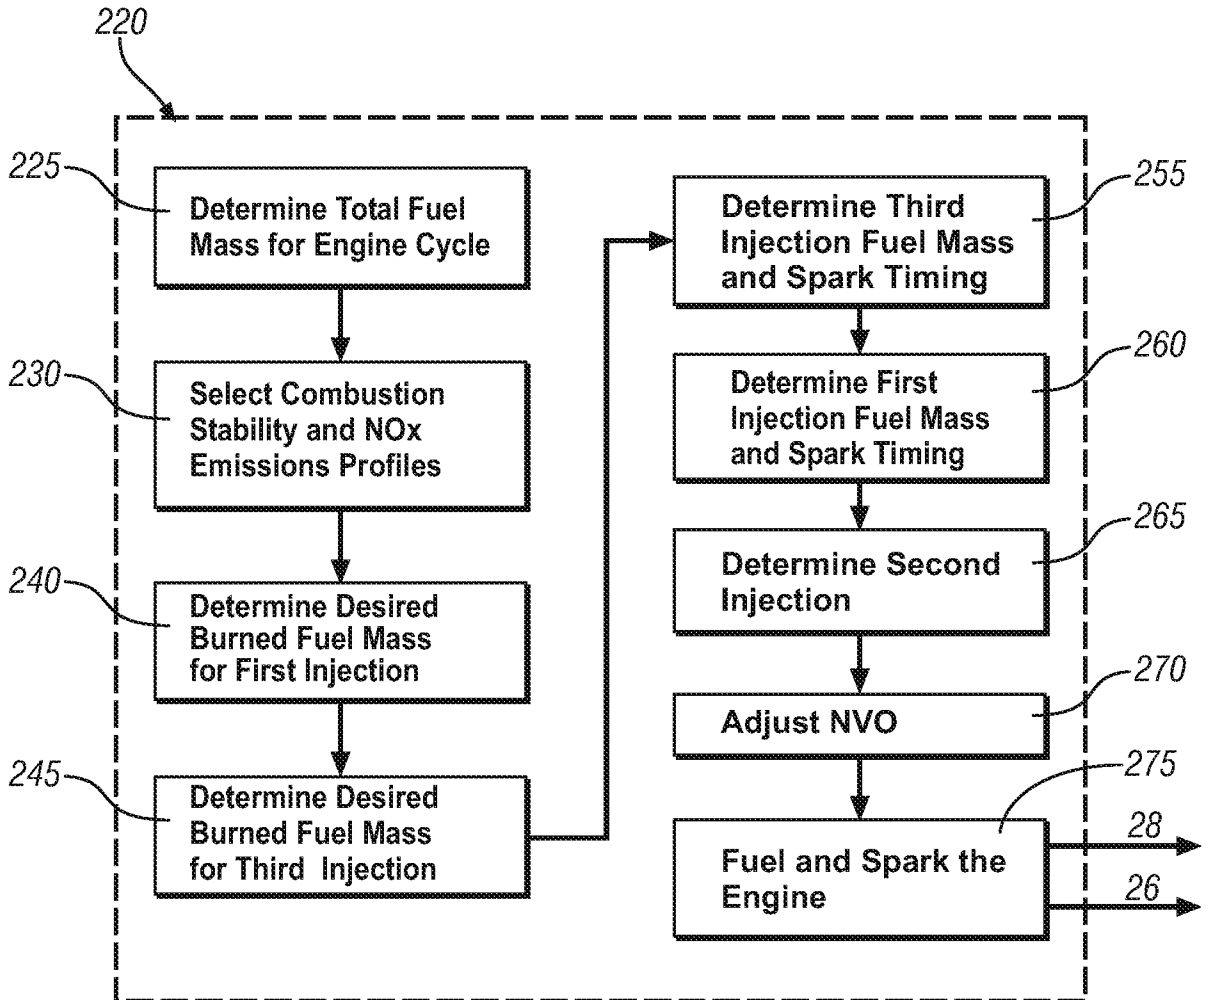 220
225
Determine Total Fuel
Mass for Engine Cycle
230
Select Combustion
Stability and NOx
Emissions Profiles
240
Determine Desired
Burned Fuel Mass
for First Injection
245
Determine Desired
Burned Fuel Mass
for Third Injection
255
Determine Third
Injection Fuel Mass
and Spark Timing
260
Determine First
Injection Fuel Mass
and Spark Timing
265
Determine Second
Injection
270
Adjust NVO
275
Fuel and Spark the
Engine
28
26